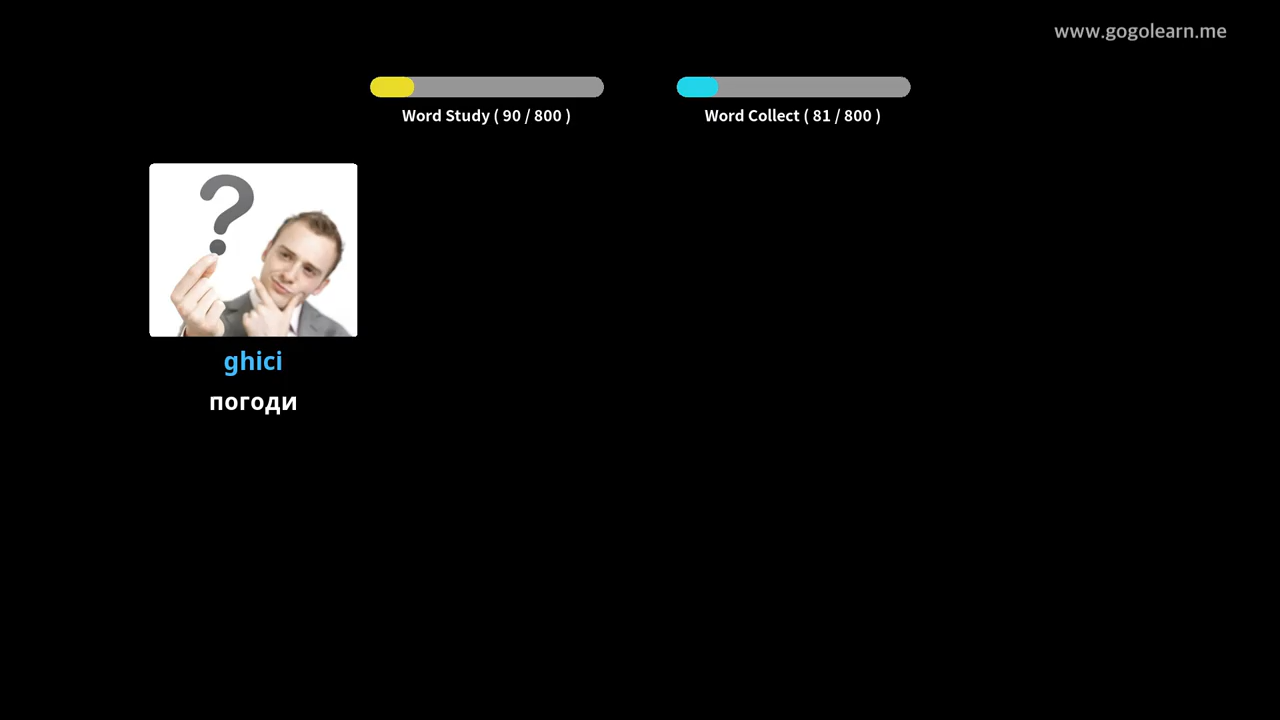 www.gogolearn.me
Word Study ( 90 / 800 )
Word Collect ( 81 / 800 )
?
ghici
погоди